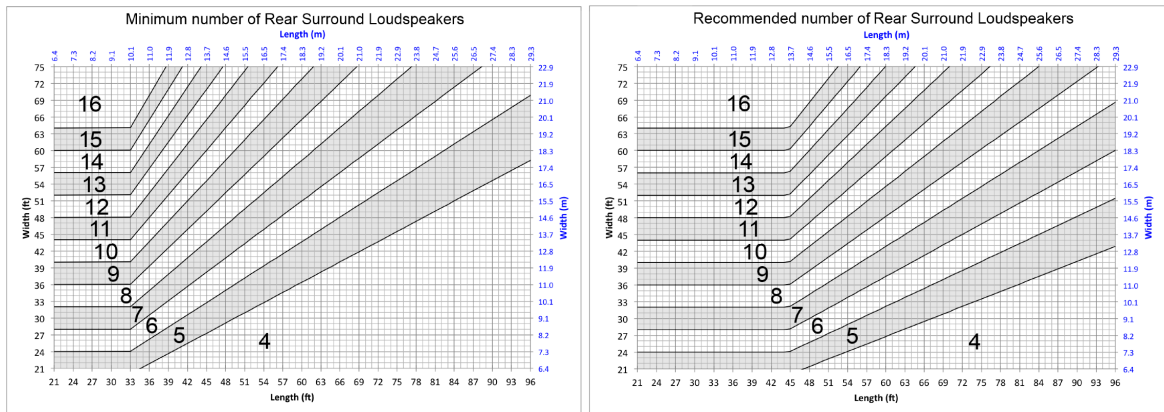 Minimum number of Rear Surround Loudspeakers
Length (m)
6.4 7.3 8.2 9.1 10.1 11.0 11.9 12.8 13.7 14.6 15.5 16.5 17.4 18.3 19.2 20.1 21.0 21.9 22.9 23.8 24.7 25.6 26.5 27.4 28.3 29.3
75 22.9
72 21.9
69 16 21.0
66 20.1
63 19.2
15
60 18.3
57 14 17.4
54 13 16.5
51 15.5
12
48 14.6
45 11 13.7
42 10 12.8
39 11.9
9
36 11.0
33 8 10.1
30 7 9.1
6
27 5 8.2
4
24 7.3
21 6.4
Width (ft)
Width (m)
21 24 27 30 33 36 39 42 45 48 51 54 57 60 63 66 69 72 75 78 81 84 87 90 93 96
Length (ft)
Recommended number of Rear Surround Loudspeakers
Length (m)
6.4 7.3 8.2 9.1 10.1 11.0 11.9 12.8 13.7 14.6 15.5 16.5 17.4 18.3 19.2 20.1 21.0 21.9 22.9 23.8 24.7 25.6 26.5 27.4 28.3 29.3
75 22.9
72 21.9
69 16 21.0
66 20.1
63 19.2
15
60 18.3
57 14 17.4
54 13 16.5
51 15.5
12
48 14.6
45 11 13.7
42 10 12.8
39 11.9
9
36 11.0
33 8 10.1
30 7 9.1
6
27 5 8.2
4
24 7.3
21 6.4
Width (ft)
Width (m)
21 24 27 30 33 36 39 42 45 48 51 54 57 60 63 66 69 72 75 78 81 84 87 90 93 96
Length (ft)